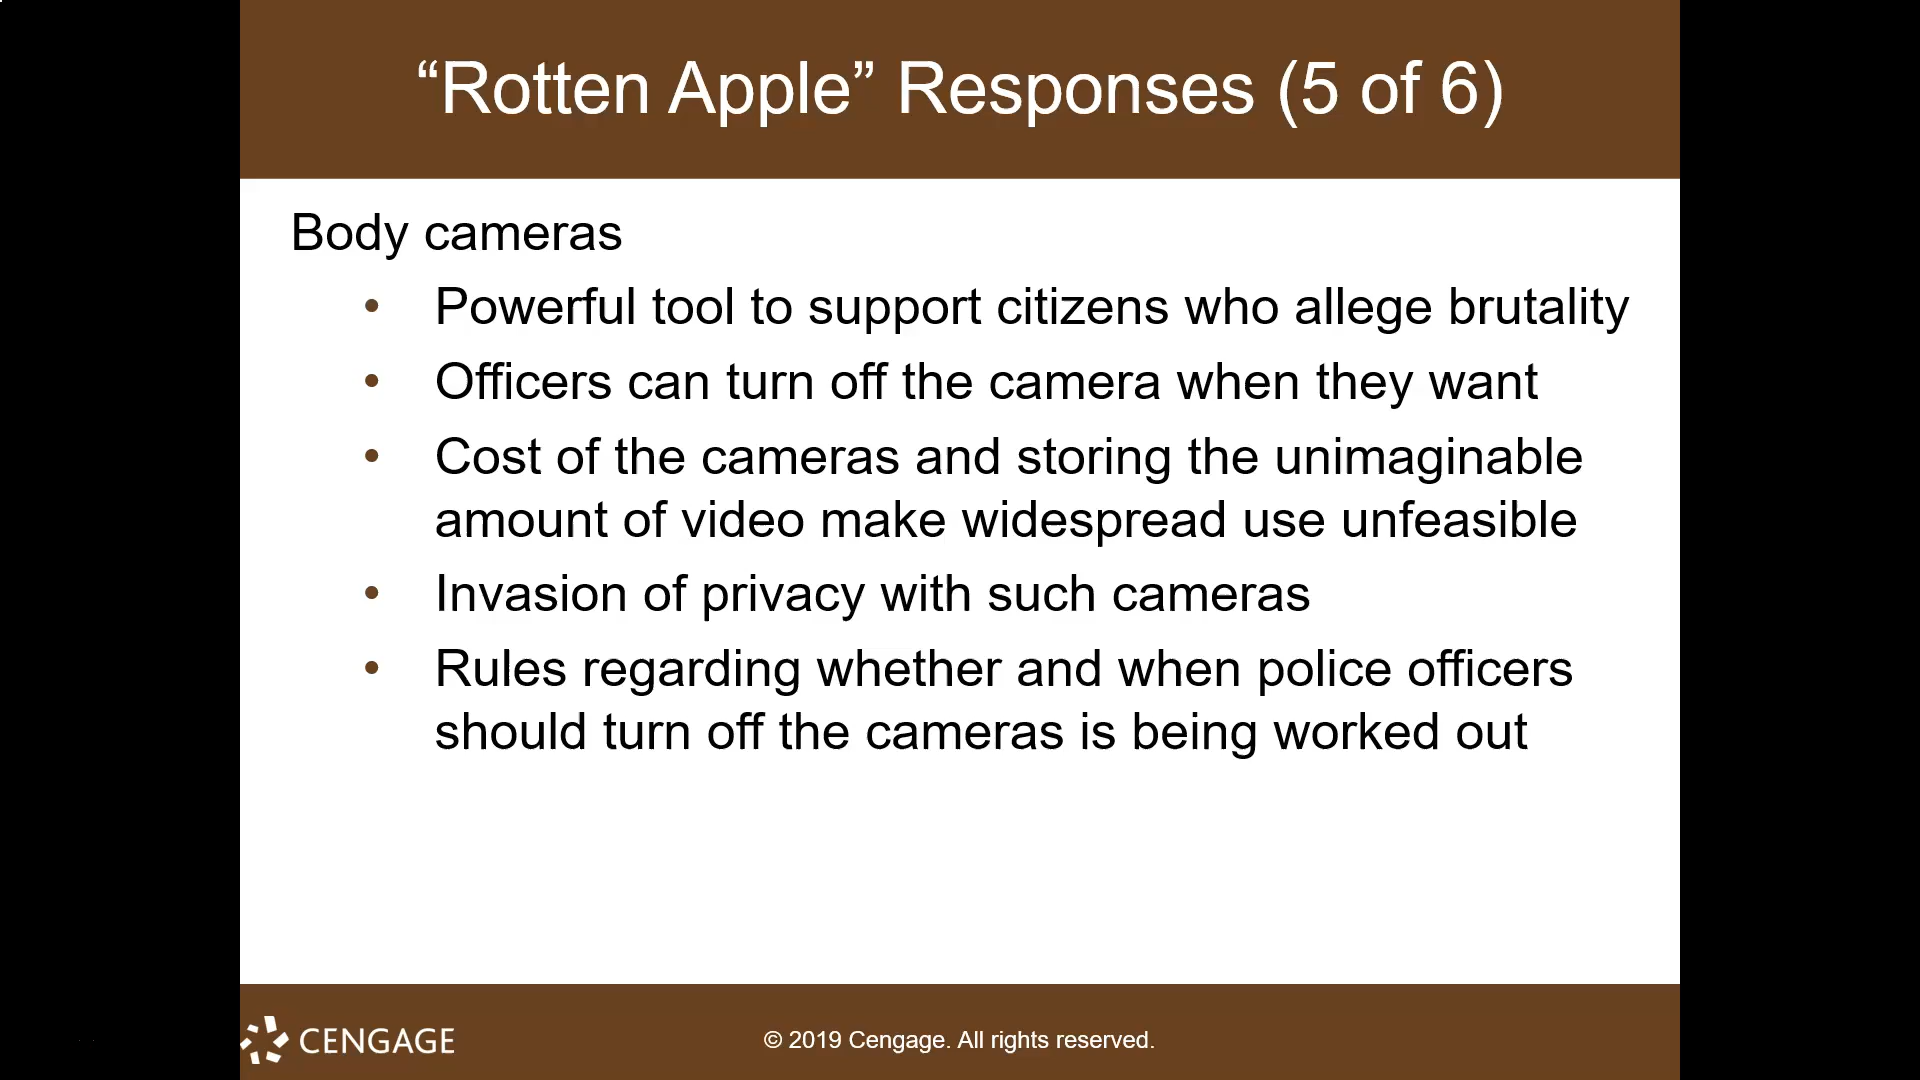 “Rotten Apple” Responses (5 of 6)
Body cameras
• Powerful tool to support citizens who allege brutality
• Officers can turn off the camera when they want
• Cost of the cameras and storing the unimaginable
amount of video make widespread use unfeasible
• Invasion of privacy with such cameras
• Rules regarding whether and when police officers
should turn off the cameras is being worked out
CENGAGE
© 2019 Cengage. All rights reserved.